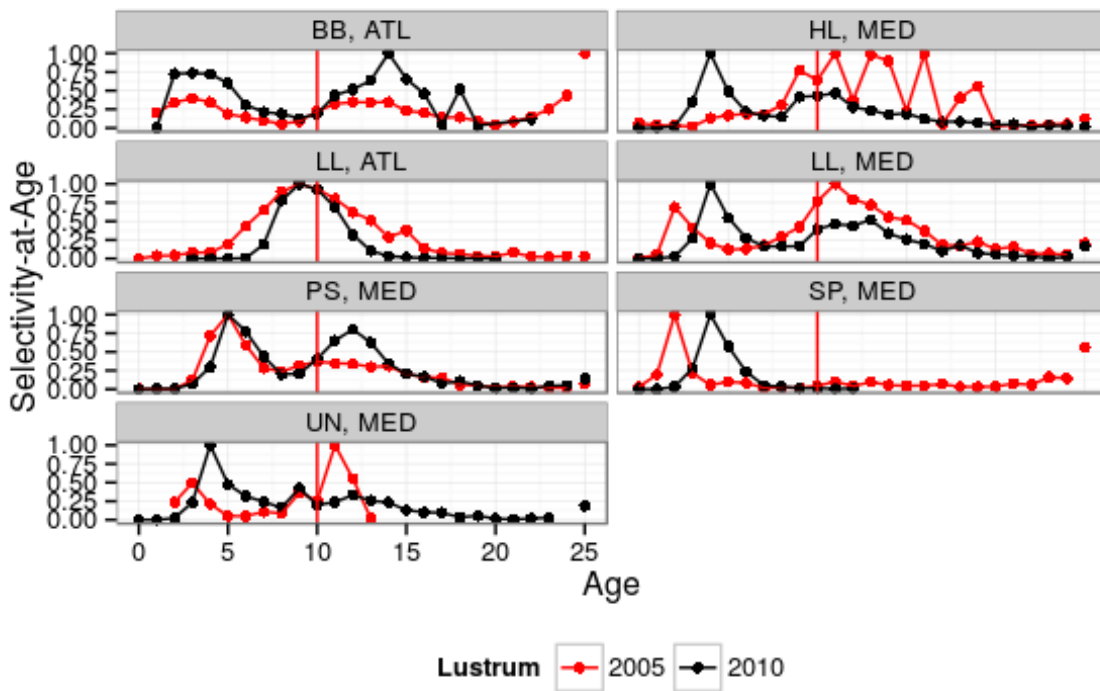 BB, ATL
HL, MED
1.00
0.75
0.50
0.25
0.00
LL, ATL
LL, MED
1.00
0.75
0.50
0.25
0.00
PS, MED
SP, MED
1.00
0.75
0.50
0.25
0.00
UN, MED
1.00
0.75
0.50
0.25
0.00
Selectivity-at-Age
0 5 10 15 20 25
Age
Lustrum 2005 2010